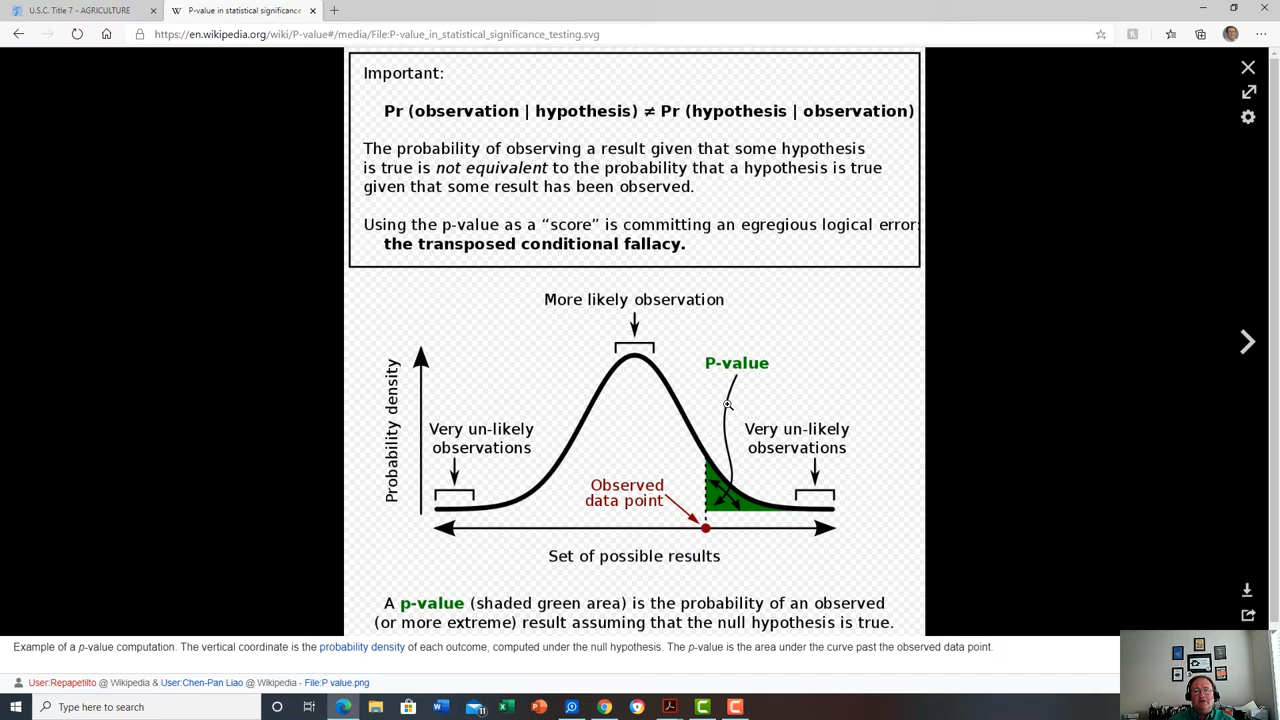 U.S.C. Title 7 - AGRICULTURE
P-value in statistical significance t
https://en.wikipedia.org/wiki/P-value#/media/File:P-value_in_statistical_significance_testing.svg
Important:
Pr (observation | hypothesis) ≠ Pr (hypothesis | observation)
The probability of observing a result given that some hypothesis
is true is not equivalent to the probability that a hypothesis is true
given that some result has been observed.
Using the p-value as a “score” is committing an egregious logical error:
the transposed conditional fallacy.
More likely observation
P-value
Probability density
Very un-likely
observations
Very un-likely
observations
Observed
data point
Set of possible results
A p-value (shaded green area) is the probability of an observed
(or more extreme) result assuming that the null hypothesis is true.
Example of a p-value computation. The vertical coordinate is the probability density of each outcome, computed under the null hypothesis. The p-value is the area under the curve past the observed data point.
User:Repapetilto @ Wikipedia & User:Chen-Pan Liao @ Wikipedia - File:P value.png
Type here to search